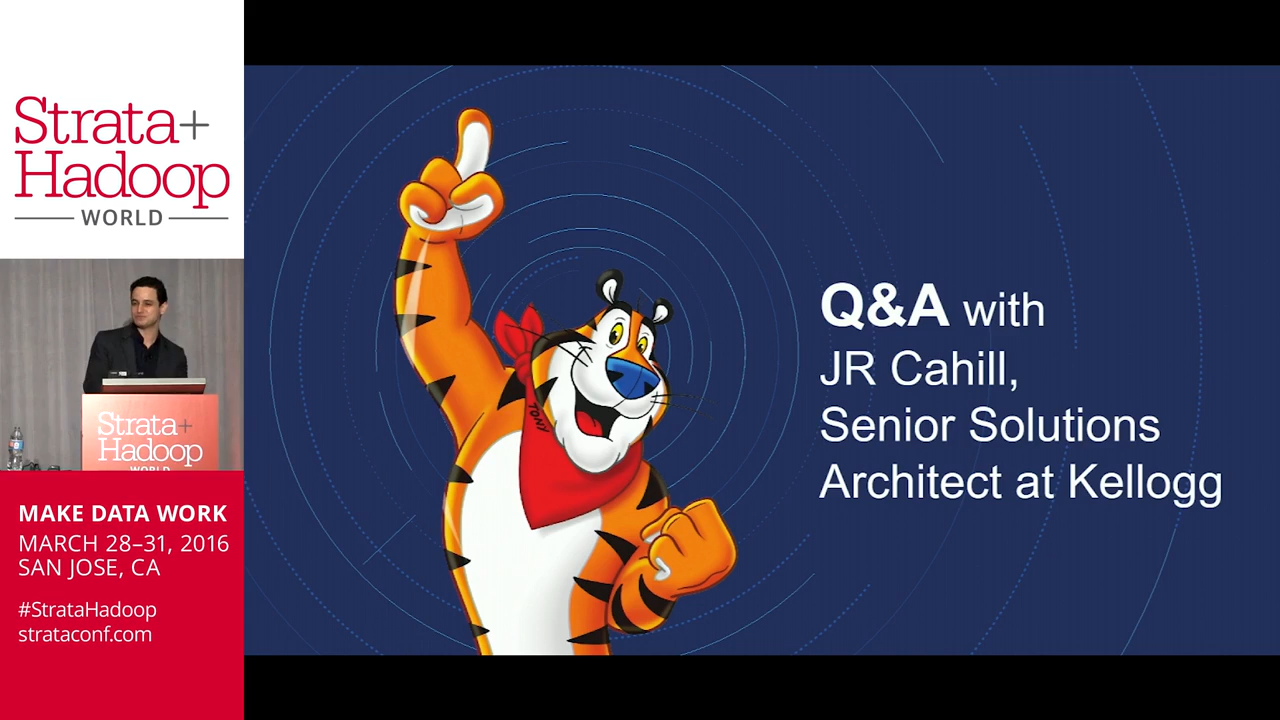 Strata+
Hadoop
WORLD
Strata+
Hadoop
WORLD
MAKE DATA WORK
MARCH 28–31, 2016
SAN JOSE, CA
#StrataHadoop
strataconf.com
TONY
Q&A with
JR Cahill,
Senior Solutions
Architect at Kellogg